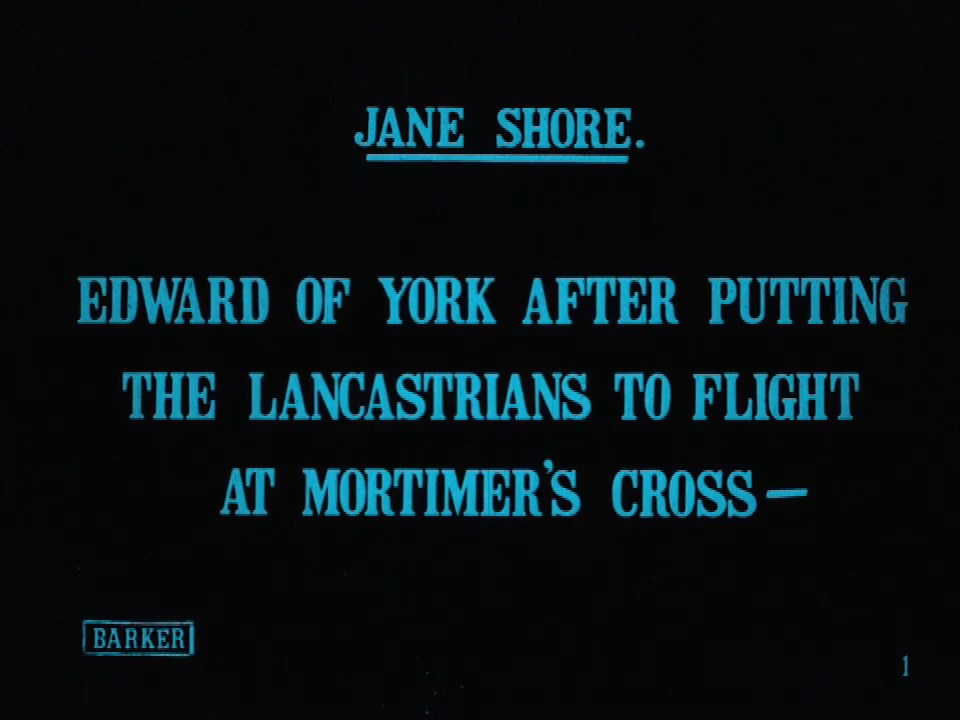 JANE SHORE.
EDWARD OF YORK AFTER PUTTING
THE LANCASTRIANS TO FLIGHT
AT MORTIMER'S CROSS—
BARKER
1